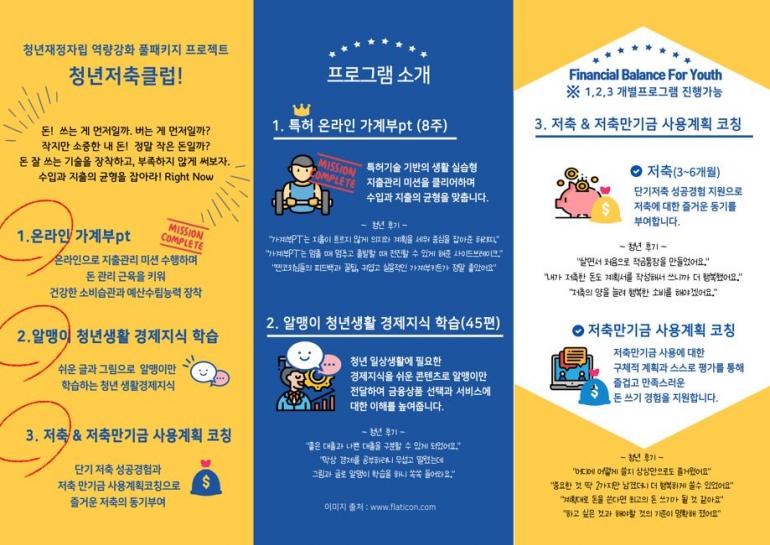 청년재정자립 역량강화 풀패키지 프로젝트
청년저축클럽!
돈! 쓰는 게 먼저일까. 버는 게 먼저일까?
작지만 소중한 내 돈! 정말 작은 돈일까?
돈 잘 쓰는 기술을 장착하고, 부족하지 않게 써보자.
수입과 지출의 균형을 잡아라! Right Now
1.온라인 가계부pt
MISSION COMPLETE
온라인으로 지출관리 미션 수행하며
돈 관리 근육을 키워
건강한 소비습관과 예산수립능력 장착
2.알맹이 청년생활 경제지식 학습
쉬운 글과 그림으로 알맹이만
학습하는 청년 생활경제지식
3. 저축 & 저축만기금 사용계획 코칭
단기 저축 성공경험과
저축 만기금 사용계획코칭으로
즐거운 저축의 동기부여
프로그램 소개
1. 특허 온라인 가계부pt (8주)
MISSION COMPLETE
특허기술 기반의 생활 실습형
지출관리 미션을 클리어하며
수입과 지출의 균형을 맞춥니다.
~ 청년 후기 ~
"가계부PT는 지출이 흐르지 않게 의지와 계획을 세워 중심을 잡아준 허리띠."
"가계부PT는 멈출 때 멈추고 출발할 때 전진할 수 있게 해준 사이드브레이크."
"맨코치님들의 피드백과 꿀팁, 귀엽고 실용적인 가계부키트가 정말 좋았어요"
2. 알맹이 청년생활 경제지식 학습(45편)
청년 일상생활에 필요한
경제지식을 쉬운 콘텐츠로 알맹이만
전달하여 금융상품 선택과 서비스에
대한 이해를 높여줍니다.
~ 청년 후기 ~
"좋은 대출과 나쁜 대출을 구분할 수 있게 되었어요."
"막상 경제를 공부하려니 무섭고 떨렸는데
그림과 글로 알맹이 학습을 하니 쏙쏙 들어와요."
이미지 출처 : www.flaticon.com
Financial Balance For Youth
※ 1,2,3 개별프로그램 진행가능
3. 저축 & 저축만기금 사용계획 코칭
저축(3~6개월)
단기저축 성공경험 지원으로
저축에 대한 즐거운 동기를
부여합니다.
~ 청년 후기 ~
"살면서 처음으로 적금통장을 만들었어요."
"내가 저축한 돈도 계획서를 작성해서 쓰니까 더 행복했어요."
"저축의 양을 늘려 행복한 소비를 해야겠어요."
저축만기금 사용계획 코칭
저축만기금 사용에 대한
구체적 계획과 스스로 평가를 통해
즐겁고 만족스러운
돈 쓰기 경험을 지원합니다.
~ 청년 후기 ~
"어디에 어떻게 쓸지 상상만으로도 즐거웠어요"
"중요한 것 딱 2가지만 남겼더니 더 행복하게 쓸수 있었어요"
"계획대로 돈을 쓴다면 최고의 돈 쓰기가 될 것 같아요"
"하고 싶은 것과 해야할 것의 기준이 명확해 졌어요"